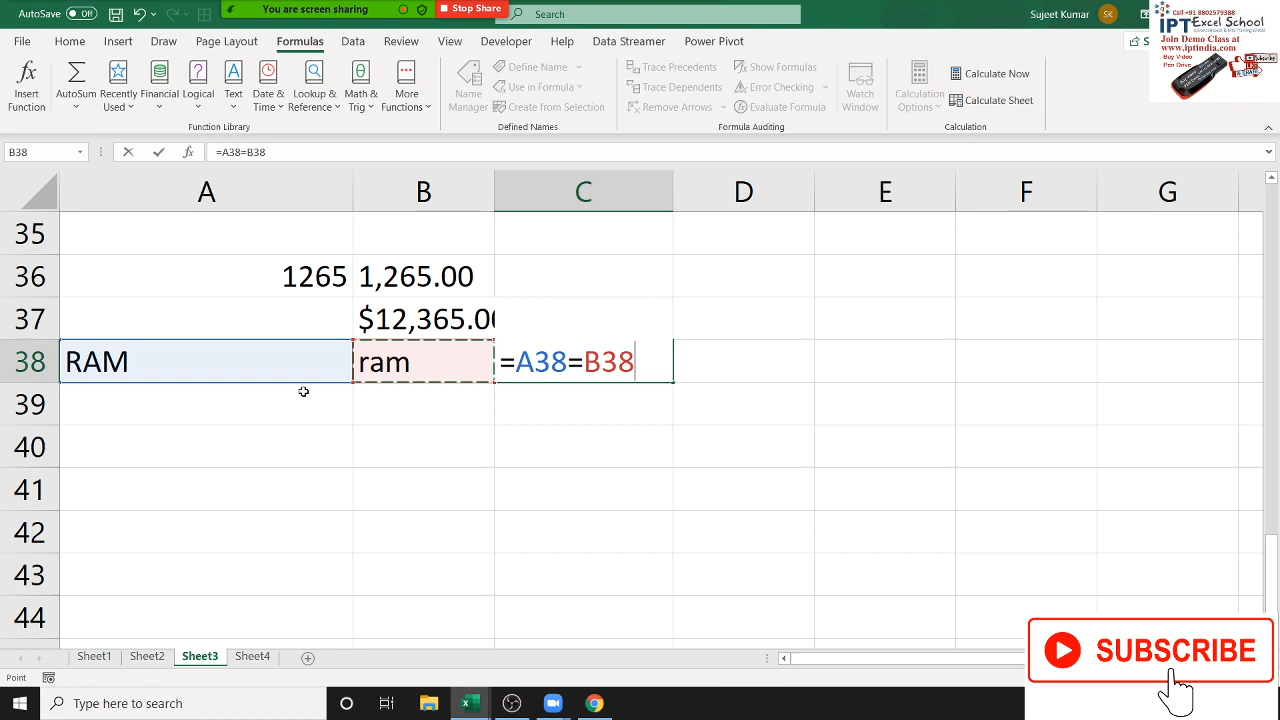 AutoSave Off
You are screen sharing Stop Share
Search
Sujeet Kumar SK
Call +91 8802579388
IPT Excel School
Advanced Excel & MIS Training School
Join Demo Class at
www.iptindia.com
Buy Video
Pen Drive
File Home Insert Draw Page Layout Formulas Data Review View Developer Help Data Streamer Power Pivot
Insert Function
AutoSum
Recently Used
Financial
Logical
Text
Date & Time
Lookup & Reference
Math & Trig
More Functions
Function Library
Name Manager
Define Name
Use in Formula
Create from Selection
Defined Names
Trace Precedents
Trace Dependents
Remove Arrows
Show Formulas
Error Checking
Evaluate Formula
Formula Auditing
Watch Window
Calculation Options
Calculate Now
Calculate Sheet
Calculation
B38 fx =A38=B38
A B C D E F G
35
36 1265 1,265.00
37
38 RAM ram =A38=B38
39
40
41
42
43
44
SUBSCRIBE
Sheet1 Sheet2 Sheet3 Sheet4
Point
Type here to search